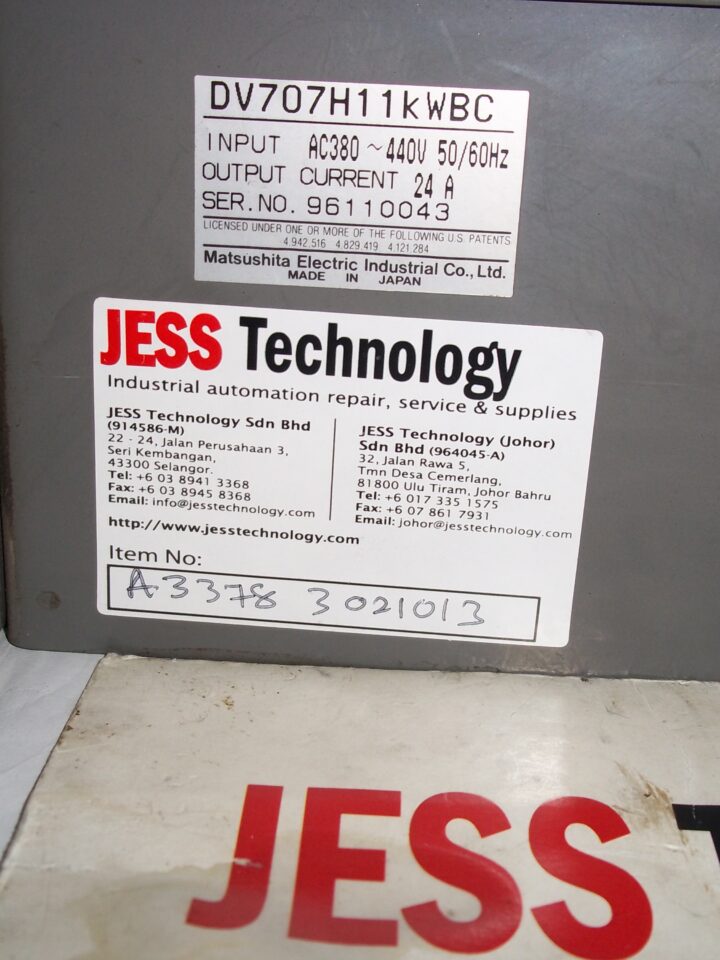 DV707H11KWBC
INPUT AC380 ~ 440V 50/60Hz
OUTPUT CURRENT 24 A
SER.NO. 96110043
LICENSED UNDER ONE OR MORE OF THE FOLLOWING U.S. PATENTS
4,942,516 4,829,419 4,121,284
Matsushita Electric Industrial Co., Ltd.
MADE IN JAPAN
JESS Technology
Industrial automation repair, service & supplies
JESS Technology Sdn Bhd
(914586-M)
22 - 24, Jalan Perusahaan 3,
Seri Kembangan,
43300 Selangor.
Tel: +6 03 8941 3368
Fax: +6 03 8945 8368
Email: info@jesstechnology.com
JESS Technology (Johor)
Sdn Bhd (964045-A)
32, Jalan Rawa 5,
Tmn Desa Cemerlang,
81800 Ulu Tiram, Johor Bahru
Tel: +6 017 335 1575
Fax: +6 07 861 7931
Email: johor@jesstechnology.com
http://www.jesstechnology.com
Item No:
A3378 3021013
JESS